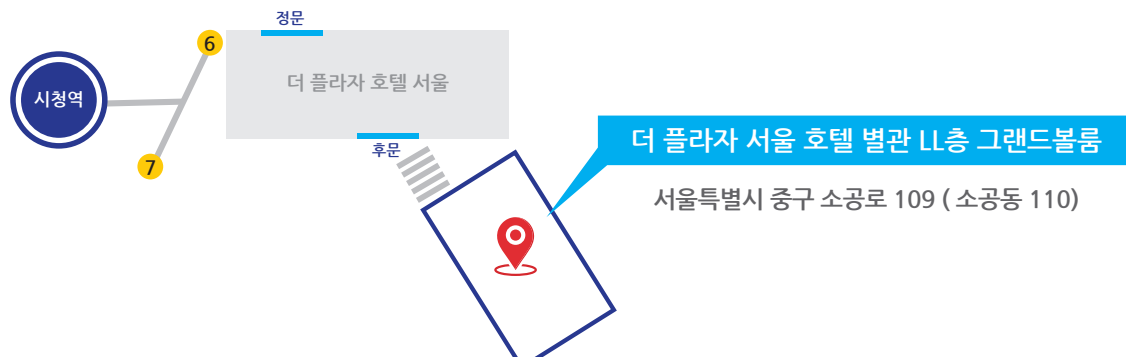 정문
6
시청역
더 플라자 호텔 서울
7
후문
더 플라자 서울 호텔 별관 LL층 그랜드볼룸
서울특별시 중구 소공로 109 ( 소공동 110)